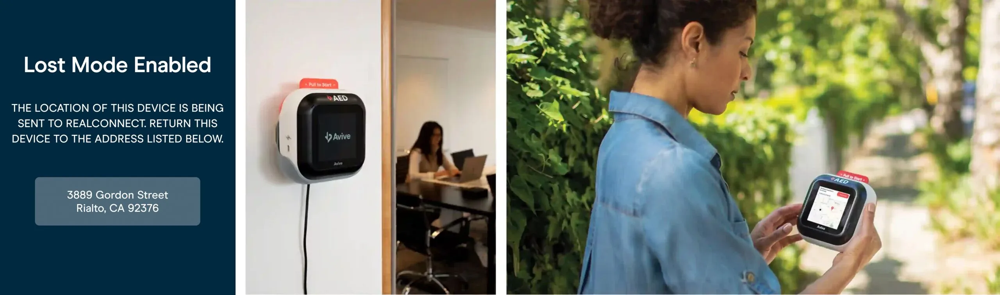 Lost Mode Enabled
THE LOCATION OF THIS DEVICE IS BEING
SENT TO REALCONNECT. RETURN THIS
DEVICE TO THE ADDRESS LISTED BELOW.
3889 Gordon Street
Rialto, CA 92376
Pull to Start
AED
Avive
Avive
Pull to Start
AED
Avive